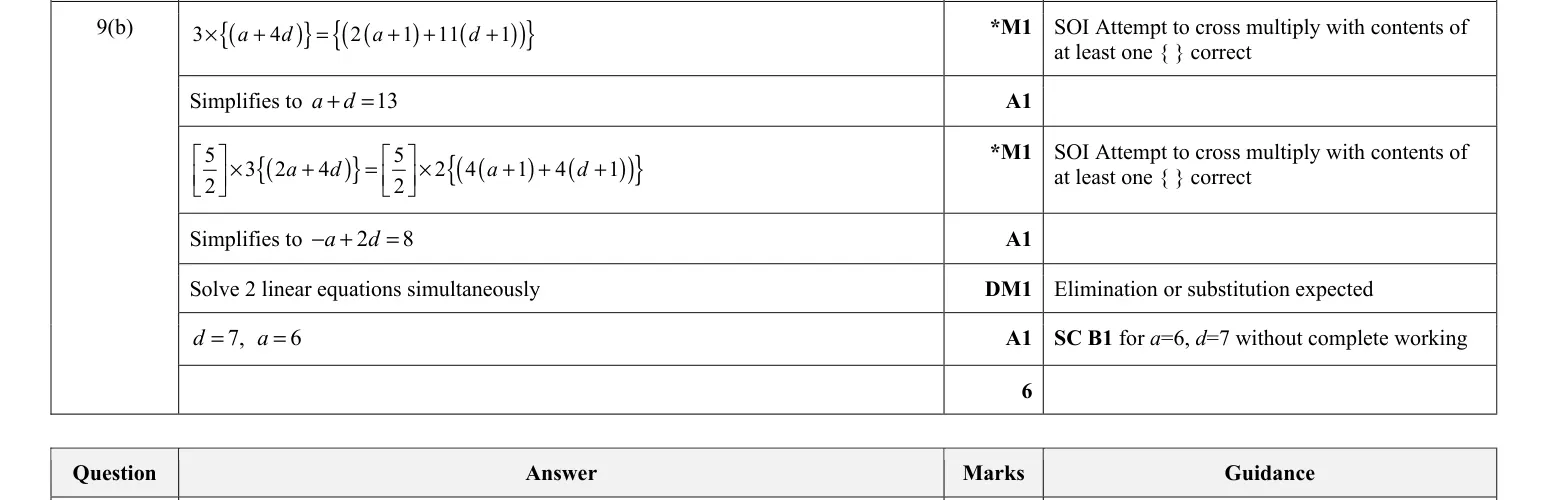 9(b) 3×{(a+4d)}={(2(a+1)+11(d+1))} *M1 SOI Attempt to cross multiply with contents of
at least one { } correct
Simplifies to a+d=13 A1
[5/2]×3{(2a+4d)}=[5/2]×2{(4(a+1)+4(d+1))} *M1 SOI Attempt to cross multiply with contents of
at least one { } correct
Simplifies to −a+2d=8 A1
Solve 2 linear equations simultaneously DM1 Elimination or substitution expected
d=7, a=6 A1 SC B1 for a=6, d=7 without complete working
6
Question Answer Marks Guidance